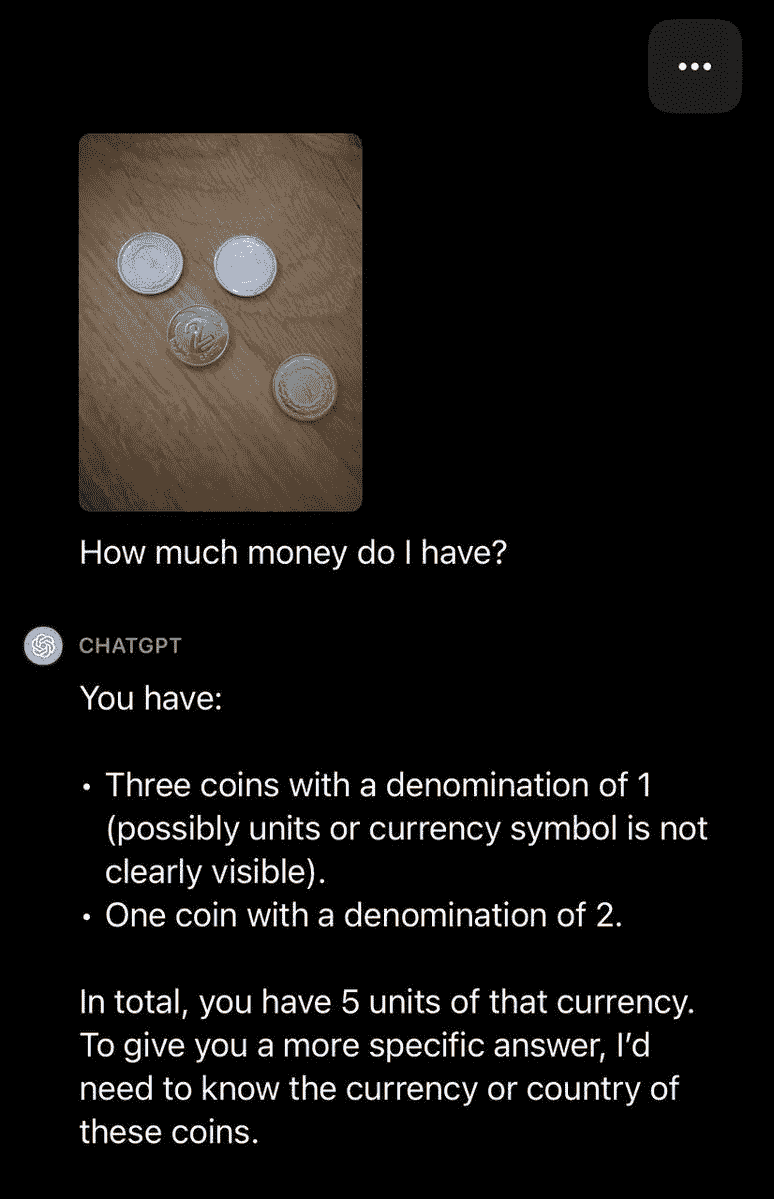 How much money do I have?
CHATGPT
You have:
• Three coins with a denomination of 1
(possibly units or currency symbol is not
clearly visible).
• One coin with a denomination of 2.
In total, you have 5 units of that currency.
To give you a more specific answer, I’d
need to know the currency or country of
these coins.